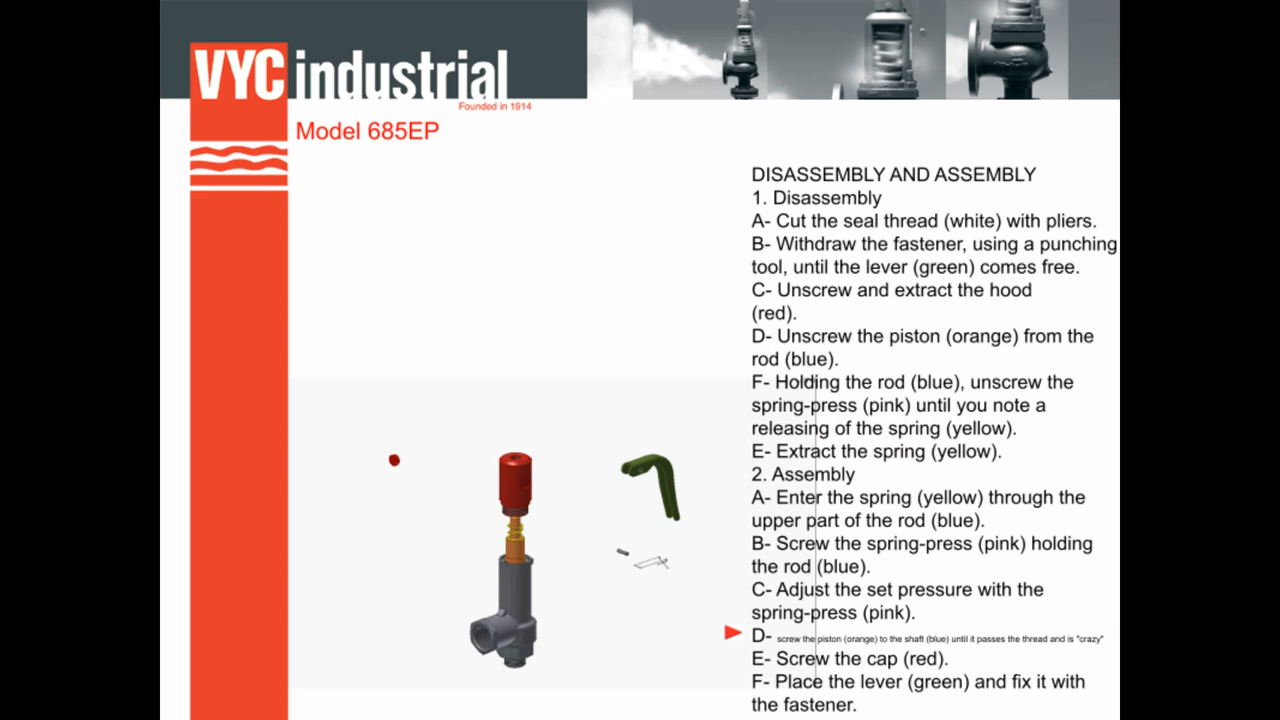 VYC industrial
Founded in 1914
Model 685EP
DISASSEMBLY AND ASSEMBLY
1. Disassembly
A- Cut the seal thread (white) with pliers.
B- Withdraw the fastener, using a punching
tool, until the lever (green) comes free.
C- Unscrew and extract the hood
(red).
D- Unscrew the piston (orange) from the
rod (blue).
F- Holding the rod (blue), unscrew the
spring-press (pink) until you note a
releasing of the spring (yellow).
E- Extract the spring (yellow).
2. Assembly
A- Enter the spring (yellow) through the
upper part of the rod (blue).
B- Screw the spring-press (pink) holding
the rod (blue).
C- Adjust the set pressure with the
spring-press (pink).
D- screw the piston (orange) to the shaft (blue) until it passes the thread and is "crazy"
E- Screw the cap (red).
F- Place the lever (green) and fix it with
the fastener.